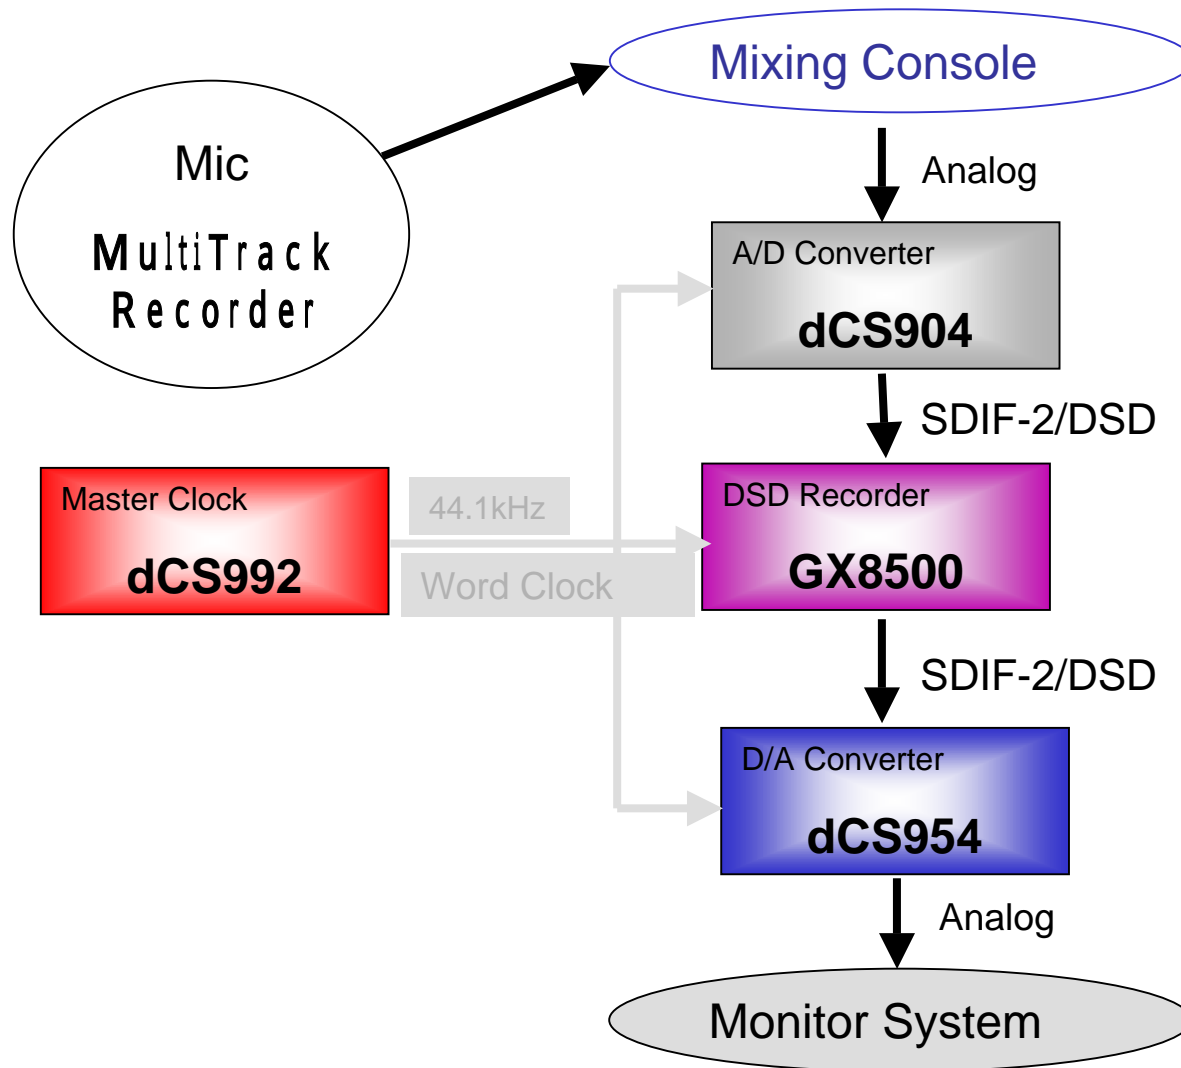 Mixing Console
Mic
MultiTrack
Recorder
Analog
A/D Converter
dCS904
SDIF-2/DSD
Master Clock
dCS992
44.1kHz
Word Clock
DSD Recorder
GX8500
SDIF-2/DSD
D/A Converter
dCS954
Analog
Monitor System